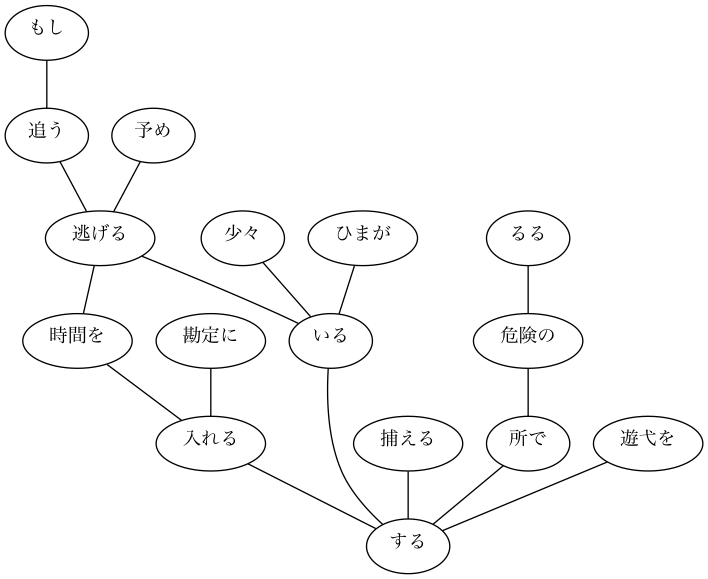 もし
追う
予め
逃げる
少々
ひまが
るる
時間を
勘定に
いる
危険の
入れる
捕える
所で
遊弋を
する